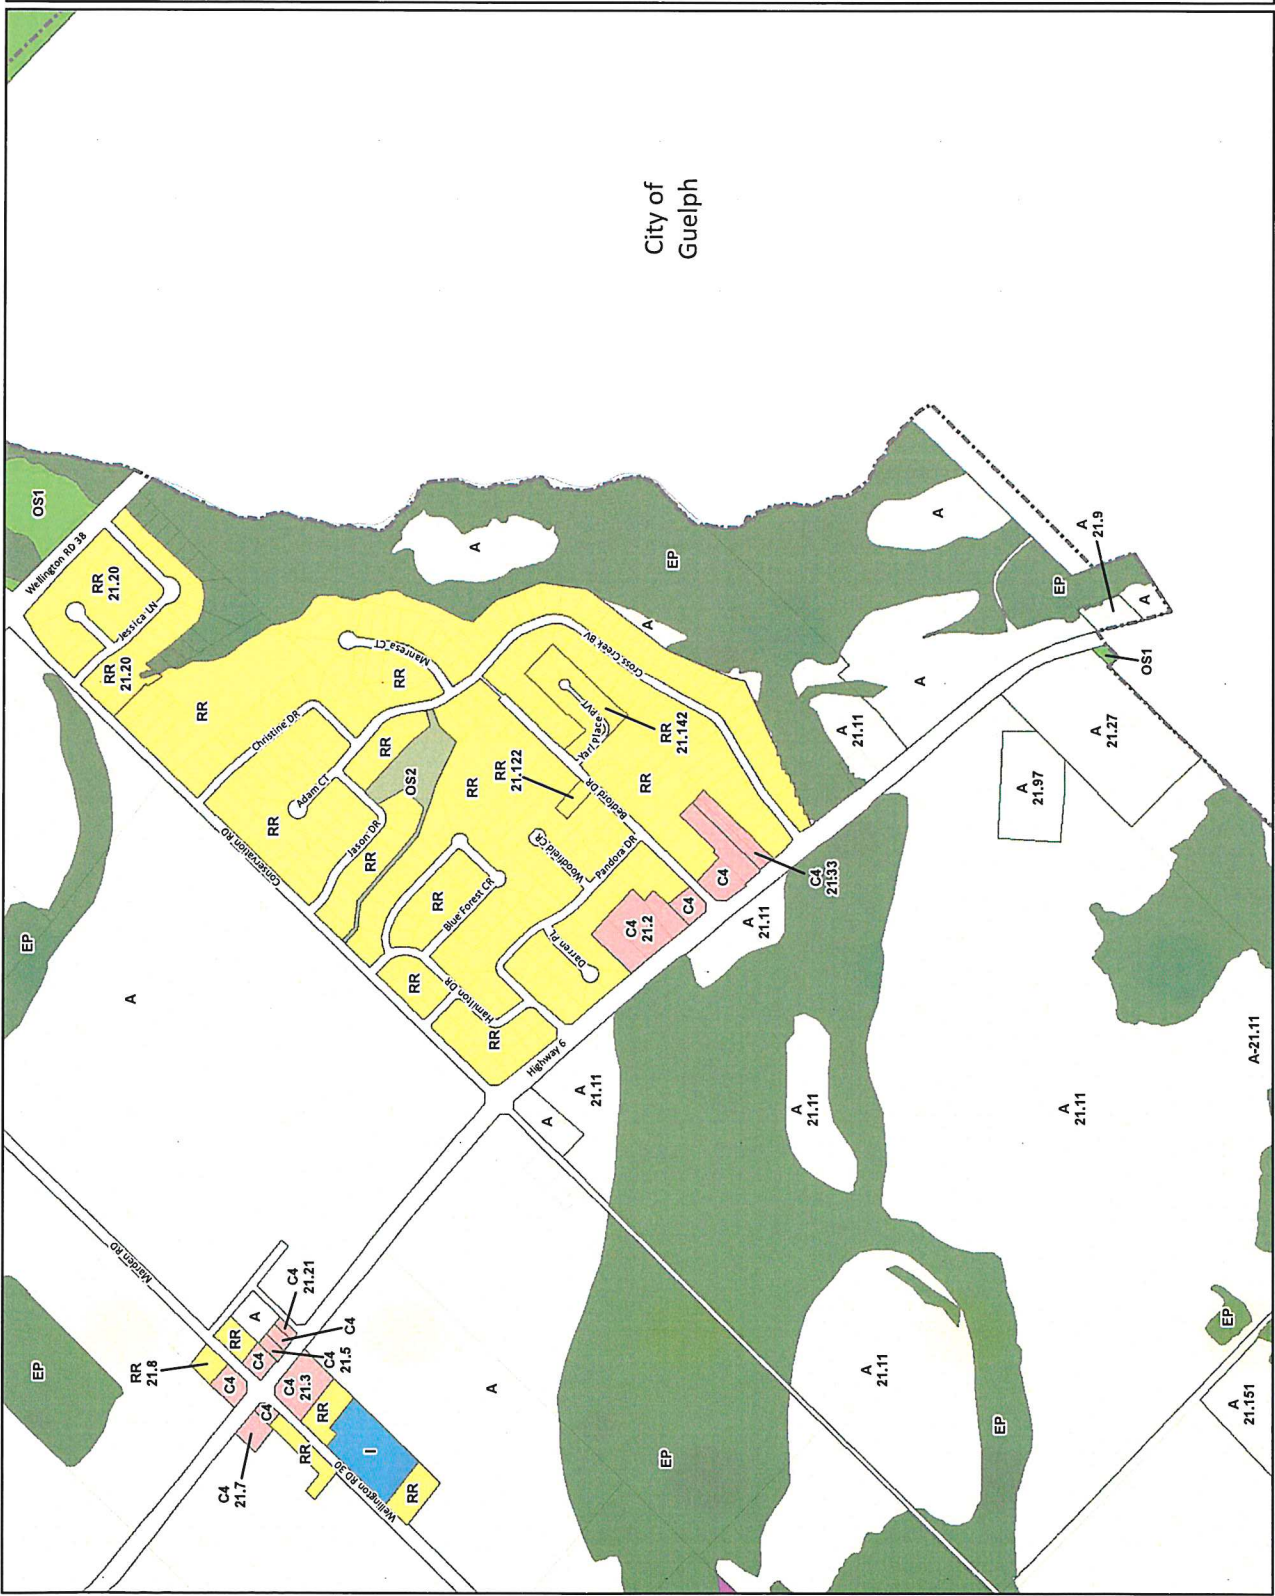 City of
Guelph
OS1
Wellington RD 38
RR
21.20
Jessica LN
RR
21.20
RR
Manresa CT
RR
Christine DR
RR
Adam CT
RR
Jason DR
RR
OS2
Conservation RD
Cross Creek BV
RR
21.142
Yarl Place PVT
RR
RR
21.122
Bedford DR
RR
Woodfield CR
Pandora DR
Blue Forest CR
RR
Darren PL
RR
Hamilton DR
RR
C4
21.2
C4
C4
C4
21.33
Highway 6
A
EP
A
A
EP
A
21.9
A
OS1
A
A
21.11
A
21.27
A
21.97
A
21.11
EP
A
A
A
21.11
A
21.11
A
21.11
A-21.11
Marden RD
EP
RR
21.8
RR
A
C4
21.21
C4
C4
21.5
C4
C4
C4
21.3
C4
C4
21.7
RR
RR
I
RR
Wellington RD 30
A
EP
A
21.11
EP
EP
A
21.151